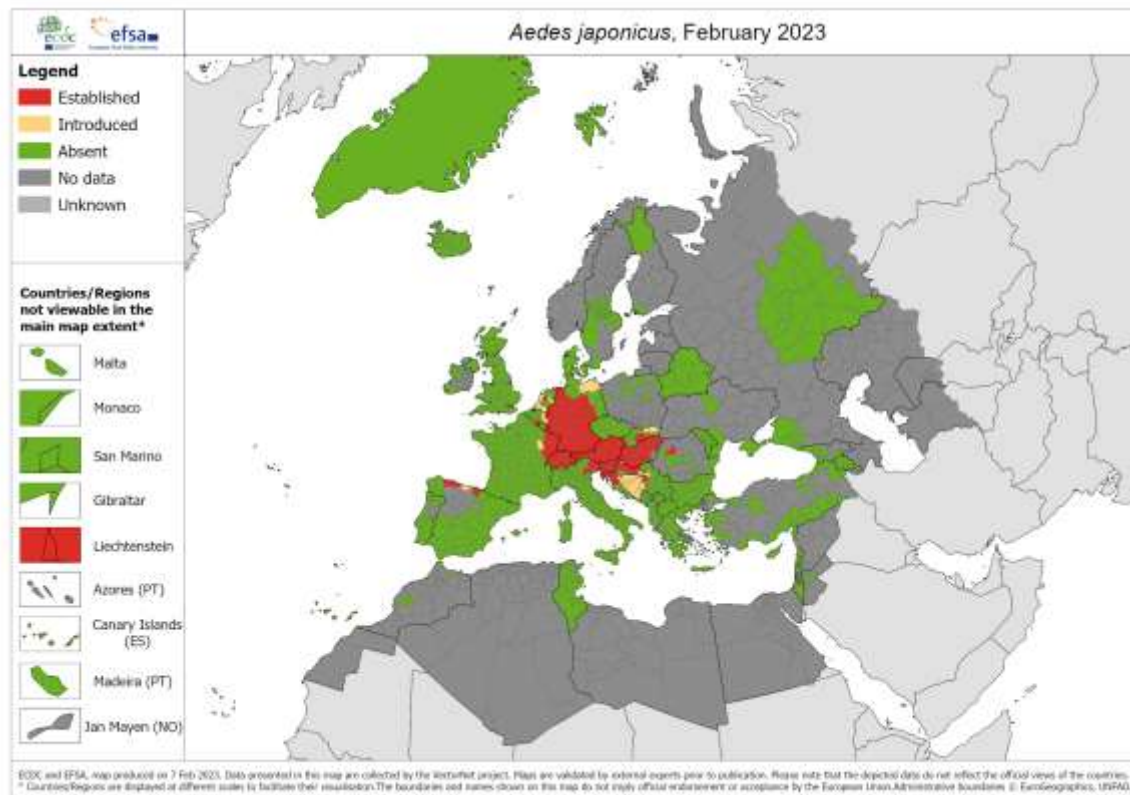 ecdc
efsa
European Food Safety Authority
Aedes japonicus, February 2023
Legend
Established
Introduced
Absent
No data
Unknown
Countries/Regions
not viewable in the
main map extent*
Malta
Monaco
San Marino
Gibraltar
Liechtenstein
Azores (PT)
Canary Islands
(ES)
Madeira (PT)
Jan Mayen (NO)
ECDC and EFSA, map produced on 7 Feb 2023. Data presented in this map are collected by the VectorNet project. Maps are validated by external experts prior to publication. Please note that the depicted data do not reflect the official views of the countries.
* Countries/Regions are displayed at different scales to facilitate their visualisation. The boundaries and names shown on this map do not imply official endorsement or acceptance by the European Union. Administrative boundaries © EuroGeographics, UNFAO.